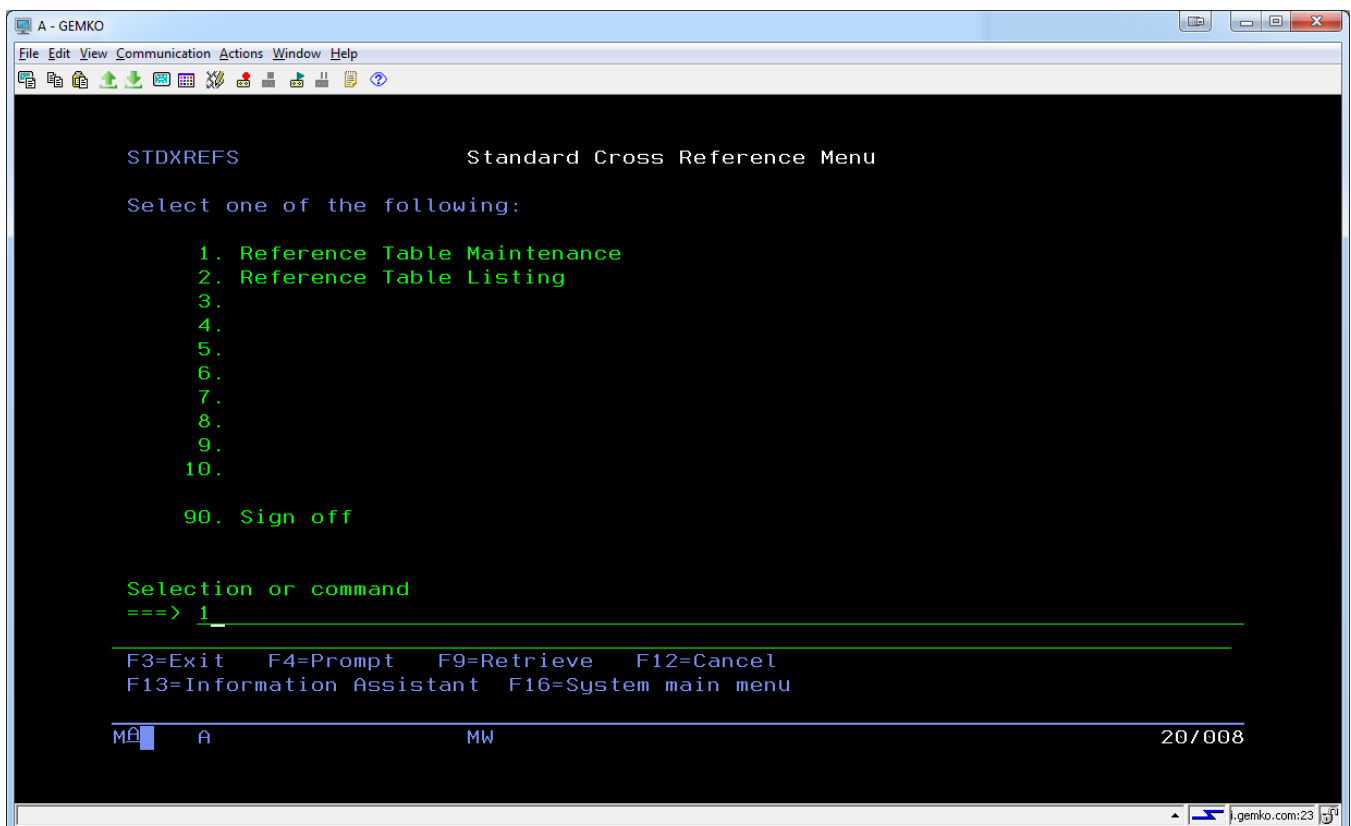 A - GEMKO
File Edit View Communication Actions Window Help
STDXREFS Standard Cross Reference Menu
Select one of the following:
1. Reference Table Maintenance
2. Reference Table Listing
3.
4.
5.
6.
7.
8.
9.
10.
90. Sign off
Selection or command
===> 1
F3=Exit F4=Prompt F9=Retrieve F12=Cancel
F13=Information Assistant F16=System main menu
MA A MW 20/008
i.gemko.com:23